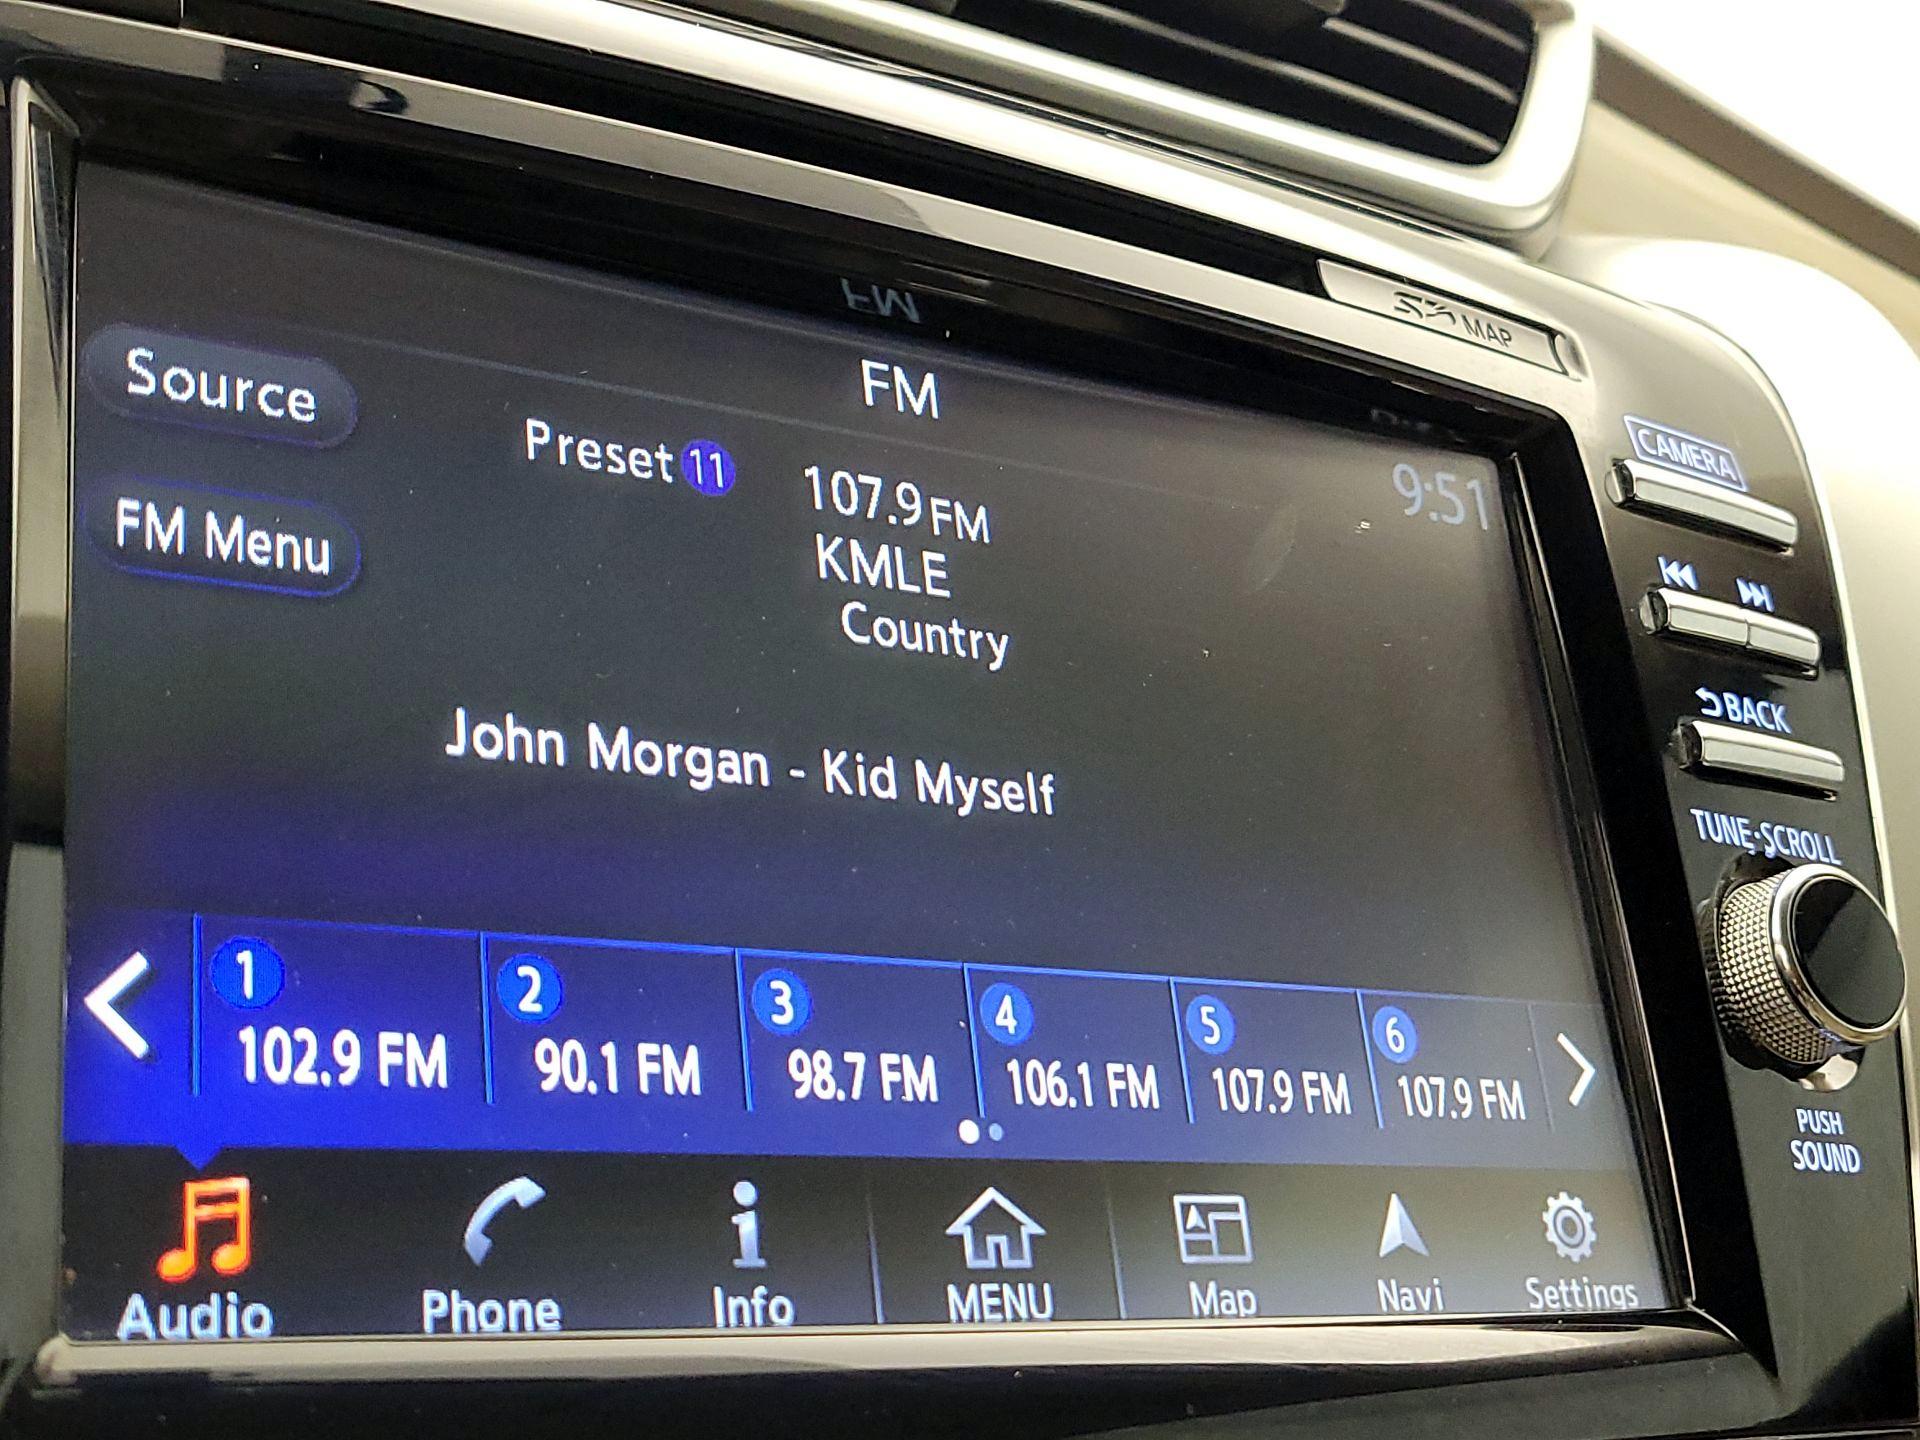 MAP
FM
Source
Preset 11
107.9 FM
9:51
FM Menu
KMLE
Country
John Morgan - Kid Myself
1
102.9 FM
2
90.1 FM
3
98.7 FM
4
106.1 FM
5
107.9 FM
6
107.9 FM
Audio
Phone
Info
MENU
Map
Navi
Settings
CAMERA
BACK
TUNE·SCROLL
PUSH
SOUND